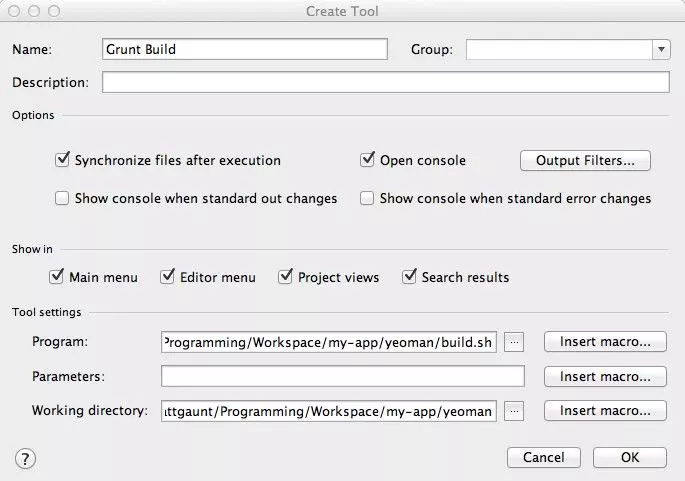 Create Tool
Name: Grunt Build Group:
Description:
Options
Synchronize files after execution Open console Output Filters...
Show console when standard out changes Show console when standard error changes
Show in
Main menu Editor menu Project views Search results
Tool settings
Program: Programming/Workspace/my-app/yeoman/build.sh ... Insert macro...
Parameters: Insert macro...
Working directory: ttgaunt/Programming/Workspace/my-app/yeoman ... Insert macro...
? Cancel OK